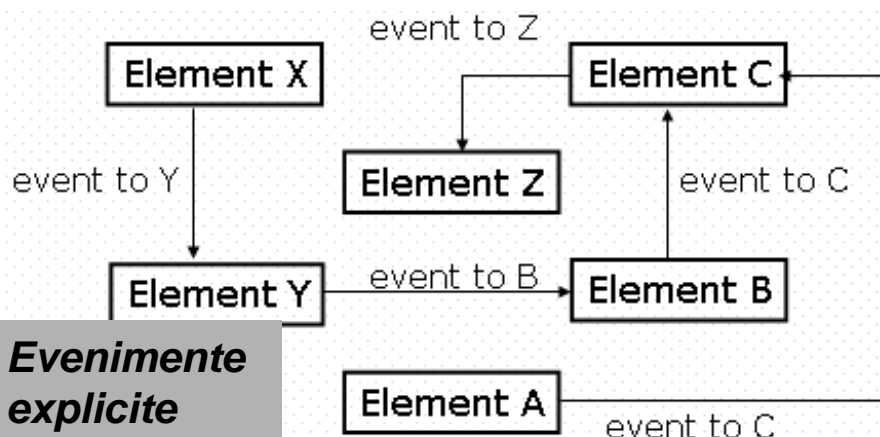 event to Z
Element X
Element C
event to Y
Element Z
event to C
Element Y
event to B
Element B
Evenimente
explicite
Element A
event to C